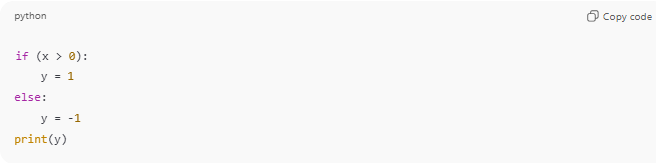 python Copy code
if (x > 0):
    y = 1
else:
    y = -1
print(y)